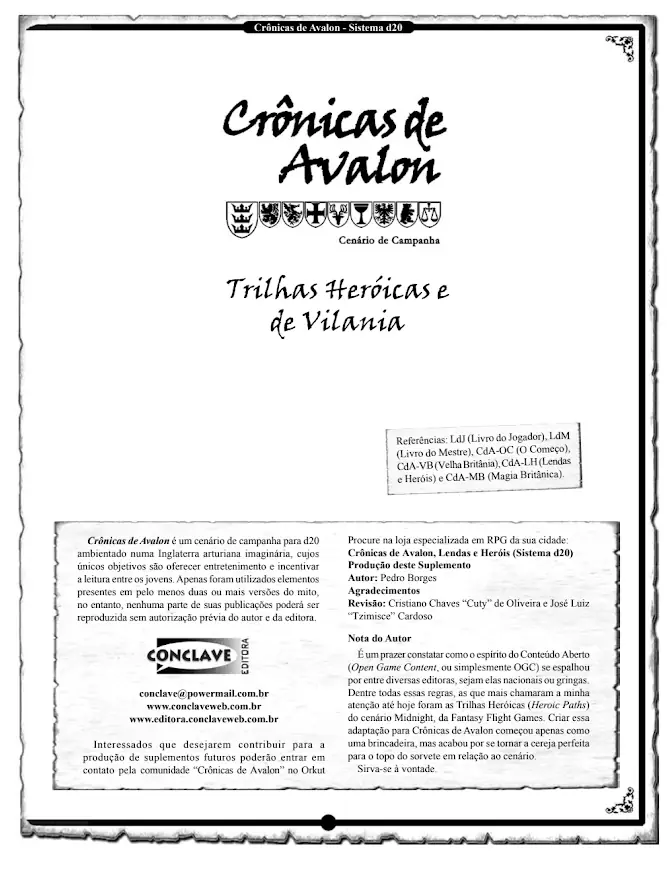 Crônicas de Avalon - Sistema d20
Crônicas de
Avalon
Cenário de Campanha
Trilhas Heróicas e
de Vilania
Referências: LdJ (Livro do Jogador), LdM
(Livro do Mestre), CdA-OC (O Começo),
CdA-VB (Velha Britânia), CdA-LH (Lendas
e Heróis) e CdA-MB (Magia Britânica).
Crônicas de Avalon é um cenário de campanha para d20
ambientado numa Inglaterra arturiana imaginária, cujos
únicos objetivos são oferecer entretenimento e incentivar
a leitura entre os jovens. Apenas foram utilizados elementos
presentes em pelo menos duas ou mais versões do mito,
no entanto, nenhuma parte de suas publicações poderá ser
reproduzida sem autorização prévia do autor e da editora.
CONCLAVE
EDITORA
conclave@powermail.com.br
www.conclaveweb.com.br
www.editora.conclaveweb.com.br
Interessados que desejarem contribuir para a
produção de suplementos futuros poderão entrar em
contato pela comunidade “Crônicas de Avalon” no Orkut
Procure na loja especializada em RPG da sua cidade:
Crônicas de Avalon, Lendas e Heróis (Sistema d20)
Produção deste Suplemento
Autor: Pedro Borges
Agradecimentos
Revisão: Cristiano Chaves “Cuty” de Oliveira e José Luiz
“Tzimisce” Cardoso
Nota do Autor
É um prazer constatar como o espírito do Conteúdo Aberto
(Open Game Content, ou simplesmente OGC) se espalhou
por entre diversas editoras, sejam elas nacionais ou gringas.
Dentre todas essas regras, as que mais chamaram a minha
atenção até hoje foram as Trilhas Heróicas (Heroic Paths)
do cenário Midnight, da Fantasy Flight Games. Criar essa
adaptação para Crônicas de Avalon começou apenas como
uma brincadeira, mas acabou por se tornar a cereja perfeita
para o topo do sorvete em relação ao cenário.
Sirva-se à vontade.